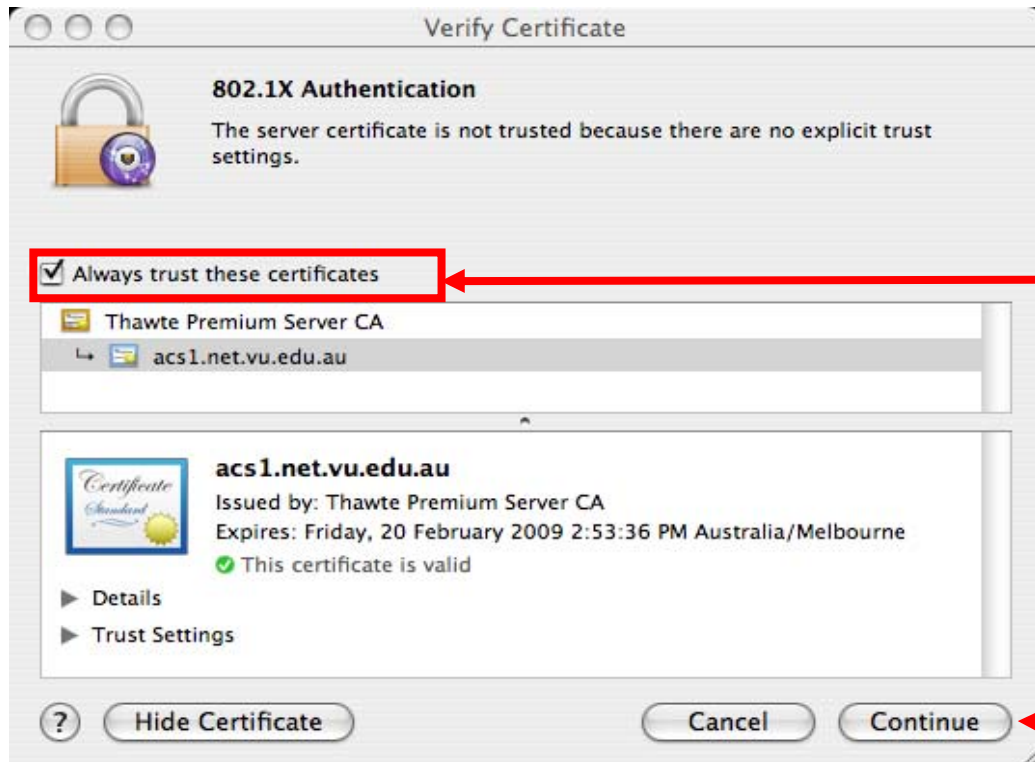 Verify Certificate
802.1X Authentication
The server certificate is not trusted because there are no explicit trust
settings.
Always trust these certificates
Thawte Premium Server CA
acs1.net.vu.edu.au
Certificate
Standard
acs1.net.vu.edu.au
Issued by: Thawte Premium Server CA
Expires: Friday, 20 February 2009 2:53:36 PM Australia/Melbourne
This certificate is valid
Details
Trust Settings
? Hide Certificate Cancel Continue